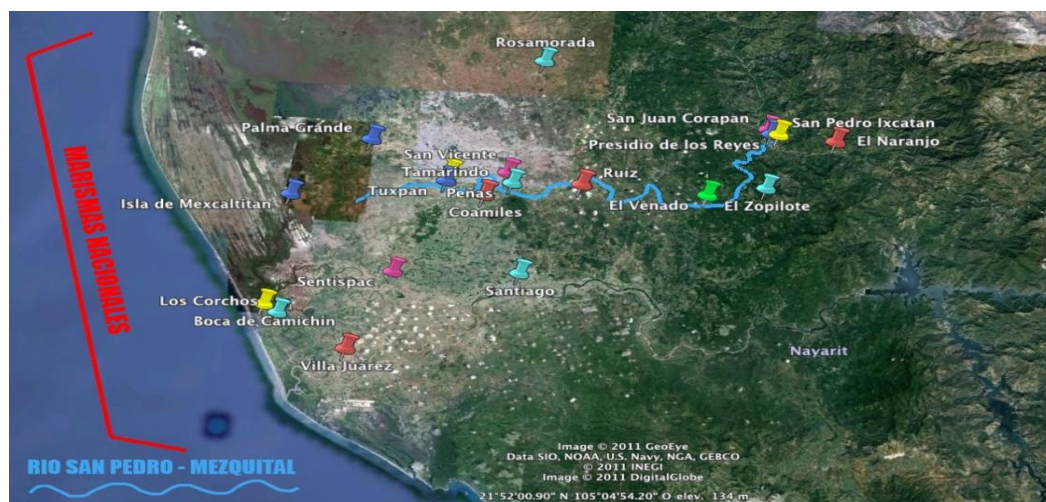 Rosamorada
San Juan Corapan
San Pedro Ixcatan
Palma Grande
Presidio de los Reyes
El Naranjo
San Vicente
Tamarindo
Ruiz
Tuxpan
Peñas
Isla de Mexcaltitan
Coamiles
El Venado
El Zopilote
MARISMAS NACIONALES
Sentispac
Santiago
Los Corchos
Boca de Camichin
Nayarit
Villa Juárez
Image © 2011 GeoEye
Data SIO, NOAA, U.S. Navy, NGA, GEBCO
© 2011 INEGI
Image © 2011 DigitalGlobe
RIO SAN PEDRO - MEZQUITAL
21°52'00.90" N 105°04'54.20" O elev. 134 m